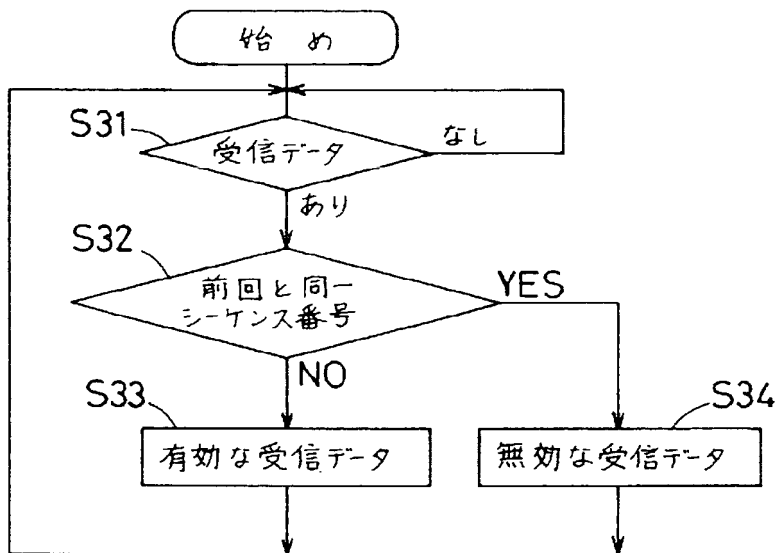 始め
S31
受信データ
なし
あり
S32
前回と同一
シーケンス番号
YES
NO
S33
有効な受信データ
S34
無効な受信データ